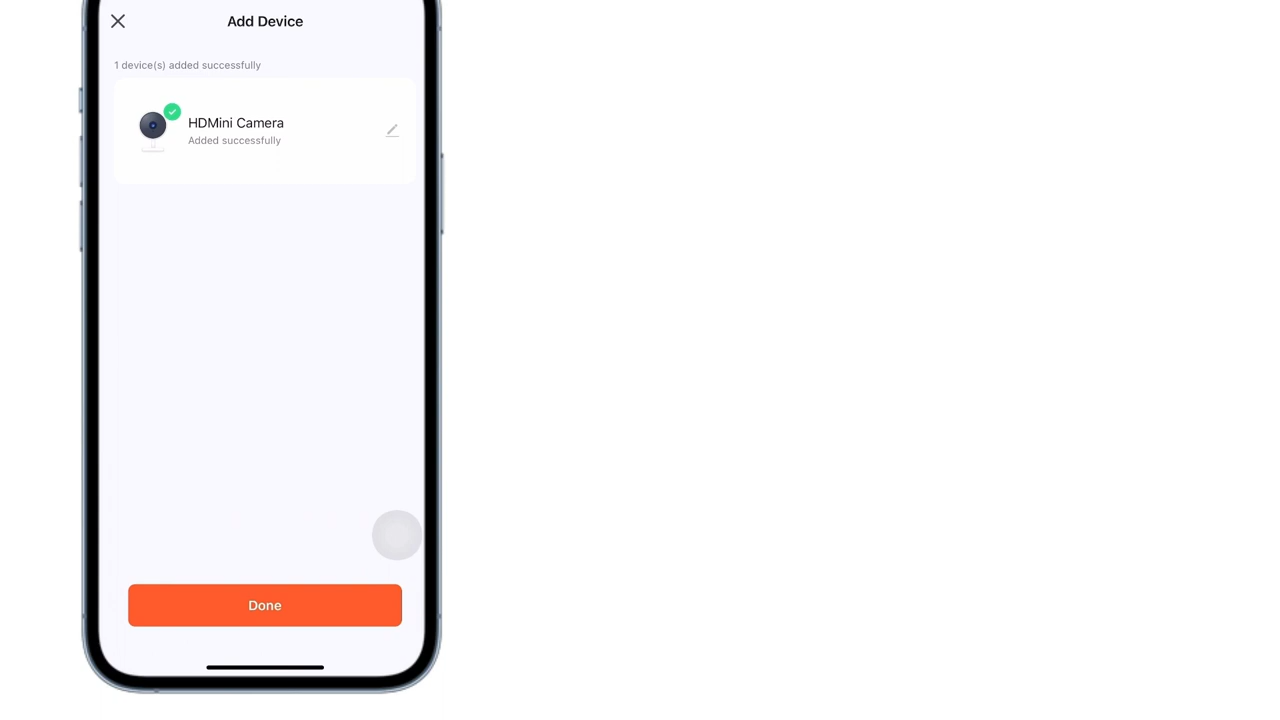 Add Device
1 device(s) added successfully
HDMini Camera
Added successfully
Done